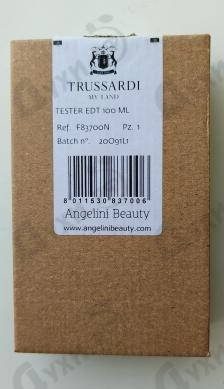 TRUSSARDI
MY LAND
TESTER EDT 100 ML
Ref. F83700N Pz. 1
Batch n°. 20091L1
8 011530 837006
Angelini Beauty
www.angelinibeauty.com